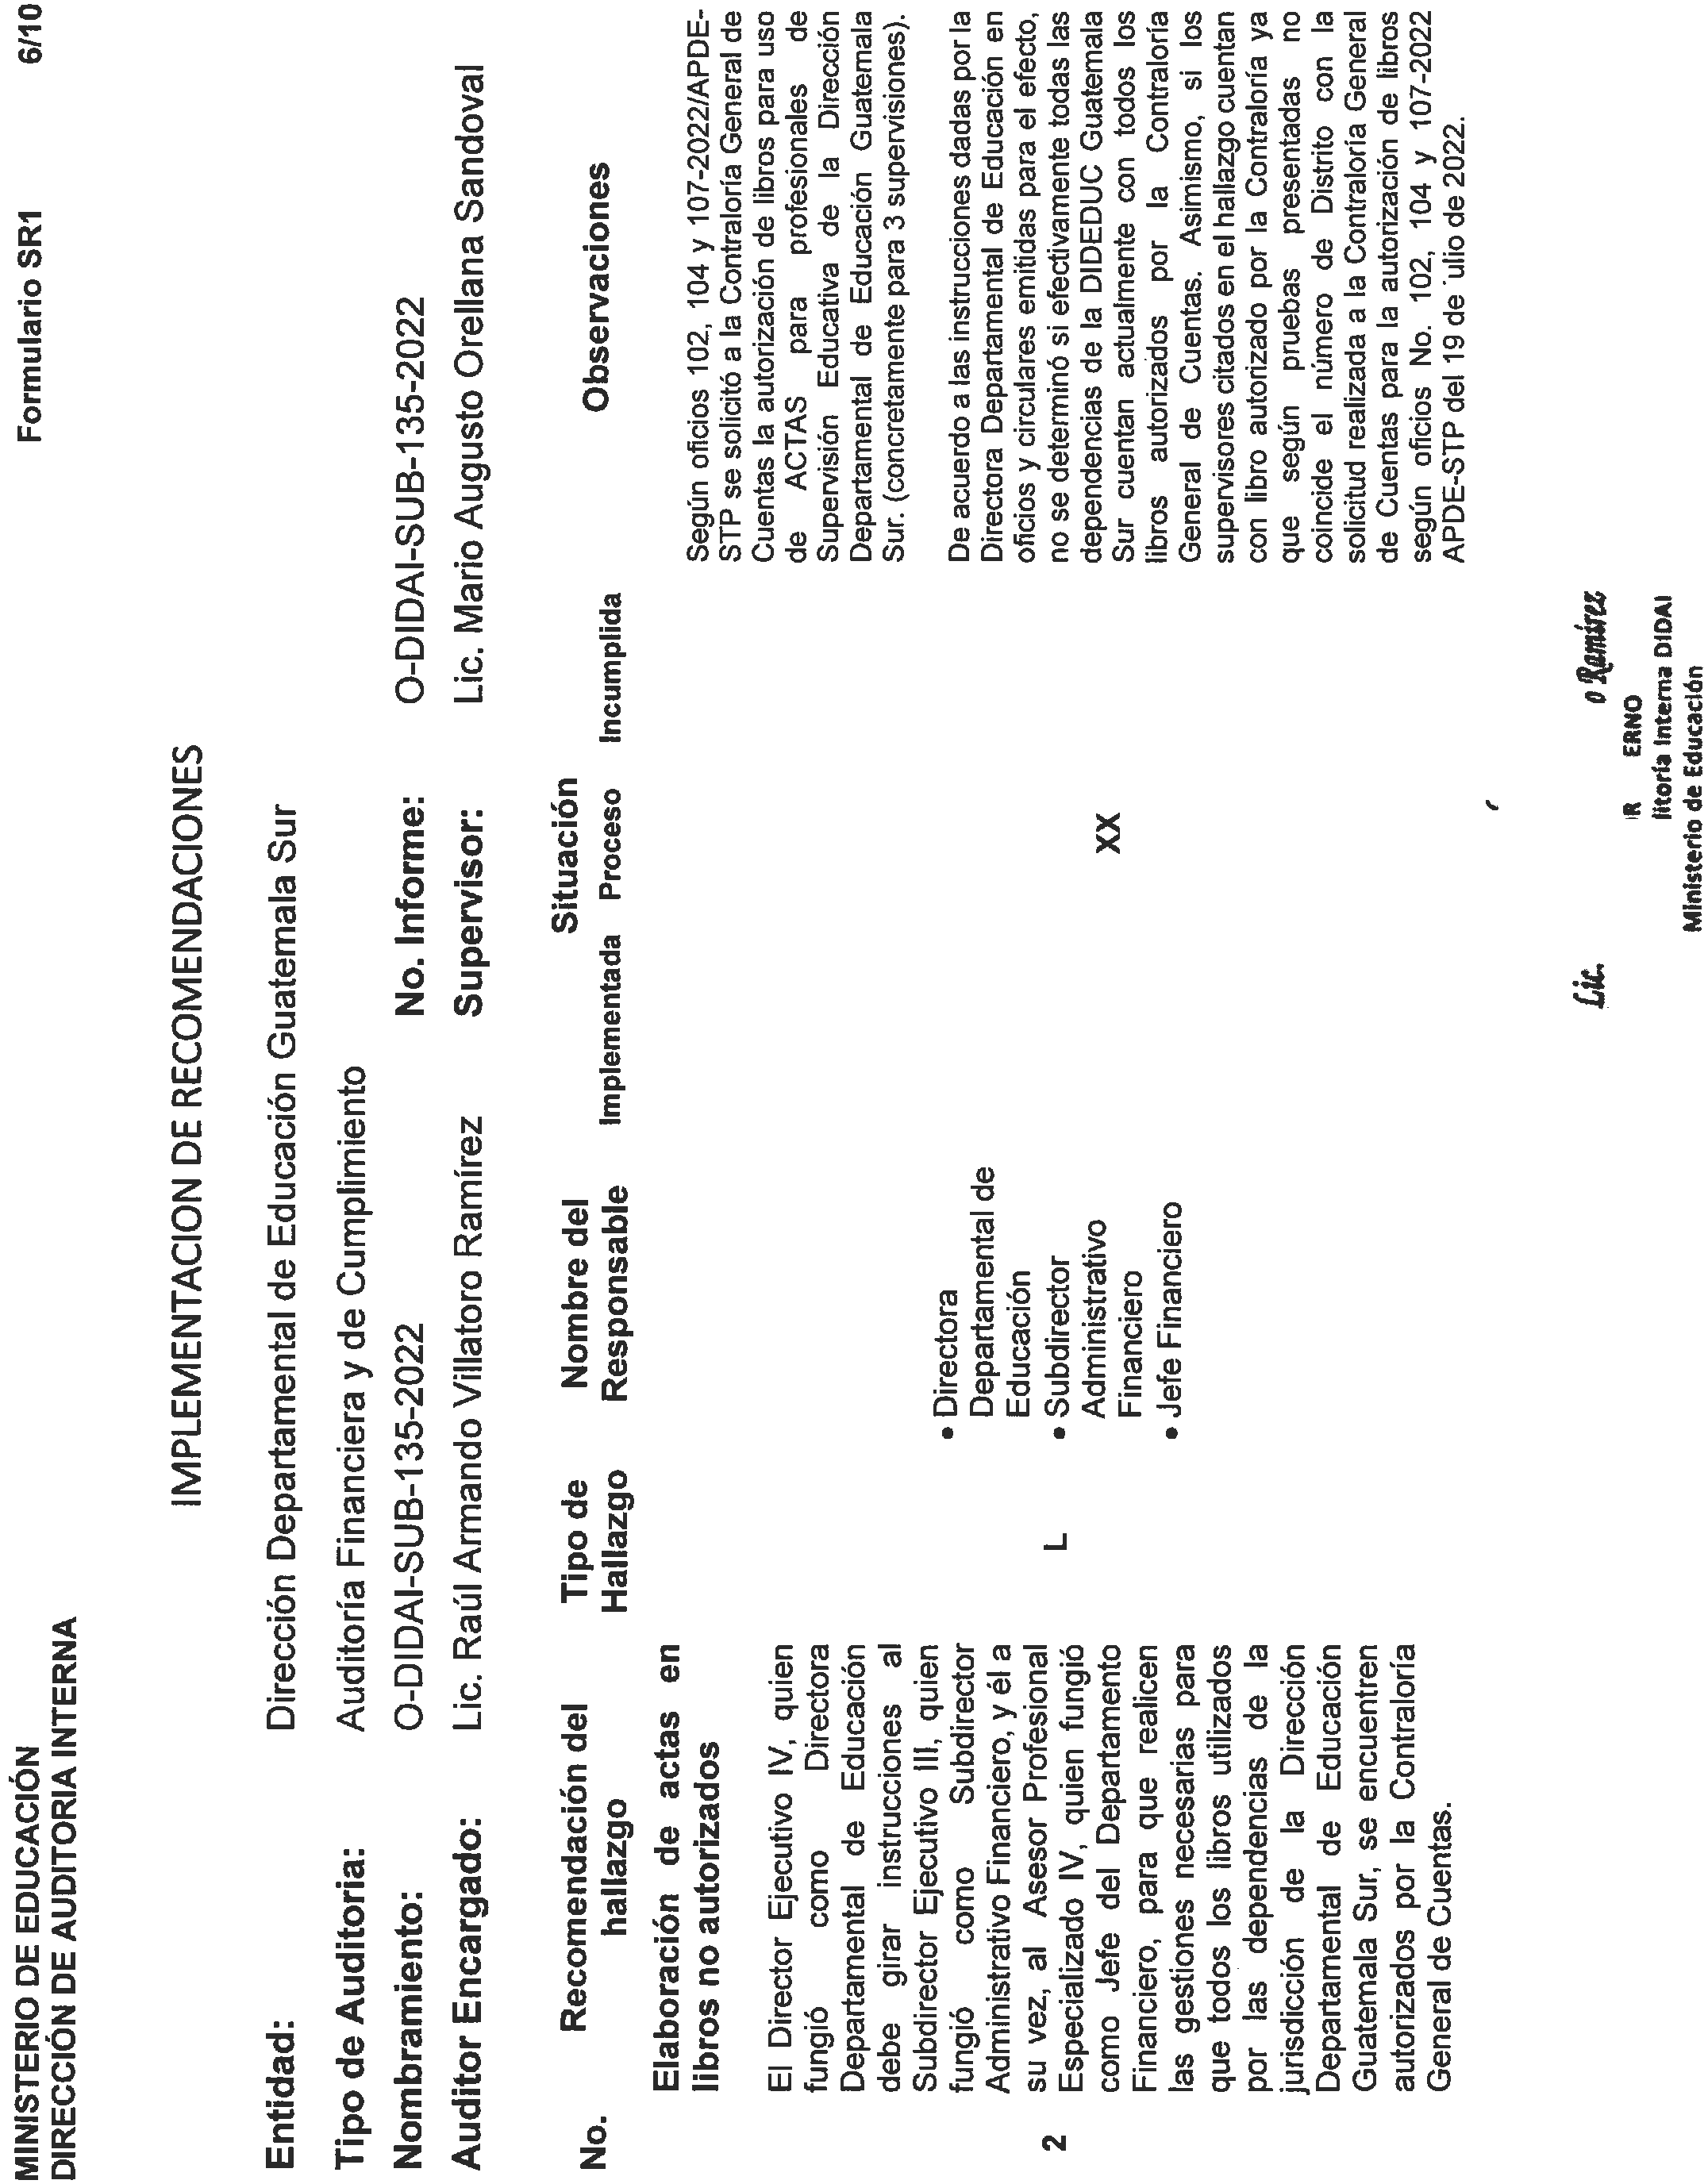 MINISTERIO DE EDUCACIÓN
DIRECCIÓN DE AUDITORIA INTERNA
Formulario SR1 6/10
IMPLEMENTACION DE RECOMENDACIONES
Entidad: Dirección Departamental de Educación Guatemala Sur
Tipo de Auditoria: Auditoría Financiera y de Cumplimiento
Nombramiento: O-DIDAI-SUB-135-2022 No. Informe: O-DIDAI-SUB-135-2022
Auditor Encargado: Lic. Raúl Armando Villatoro Ramírez Supervisor: Lic. Mario Augusto Orellana Sandoval
No.
Recomendación del
hallazgo
Tipo de
Hallazgo
Nombre del
Responsable
Situación
Implementada Proceso Incumplida
Observaciones
2
Elaboración de actas en
libros no autorizados
El Director Ejecutivo IV, quien
fungió como Directora
Departamental de Educación
debe girar instrucciones al
Subdirector Ejecutivo III, quien
fungió como Subdirector
Administrativo Financiero, y él a
su vez, al Asesor Profesional
Especializado IV, quien fungió
como Jefe del Departamento
Financiero, para que realicen
las gestiones necesarias para
que todos los libros utilizados
por las dependencias de la
jurisdicción de la Dirección
Departamental de Educación
Guatemala Sur, se encuentren
autorizados por la Contraloría
General de Cuentas.
L
• Directora
Departamental de
Educación
• Subdirector
Administrativo
Financiero
• Jefe Financiero
XX
Según oficios 102, 104 y 107-2022/APDE-
STP se solicitó a la Contraloría General de
Cuentas la autorización de libros para uso
de ACTAS para profesionales de
Supervisión Educativa de la Dirección
Departamental de Educación Guatemala
Sur. (concretamente para 3 supervisiones).
De acuerdo a las instrucciones dadas por la
Directora Departamental de Educación en
oficios y circulares emitidas para el efecto,
no se determinó si efectivamente todas las
dependencias de la DIDEDUC Guatemala
Sur cuentan actualmente con todos los
libros autorizados por la Contraloría
General de Cuentas. Asimismo, si los
supervisores citados en el hallazgo cuentan
con libro autorizado por la Contraloría ya
que según pruebas presentadas no
coincide el número de Distrito con la
solicitud realizada a la Contraloría General
de Cuentas para la autorización de libros
según oficios No. 102, 104 y 107-2022
APDE-STP del 19 de ulio de 2022.
Lic. o Ramírez
ERNO
litoría Interna DIDAI
Ministerio de Educación